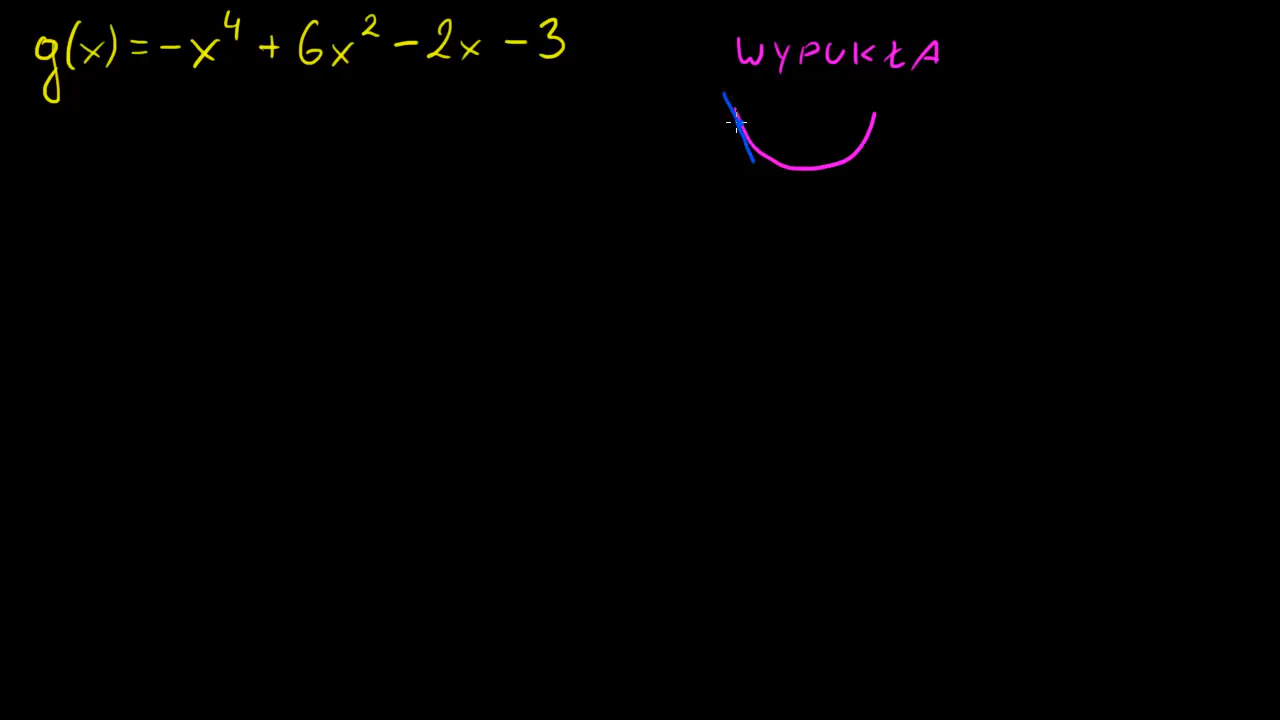 g(x) = -x⁴ + 6x² - 2x - 3
WYPUKŁA